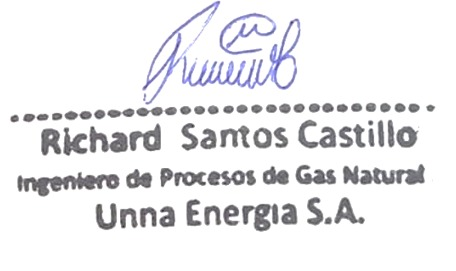 Richard Santos Castillo
Ingeniero de Procesos de Gas Natural
Unna Energia S.A.